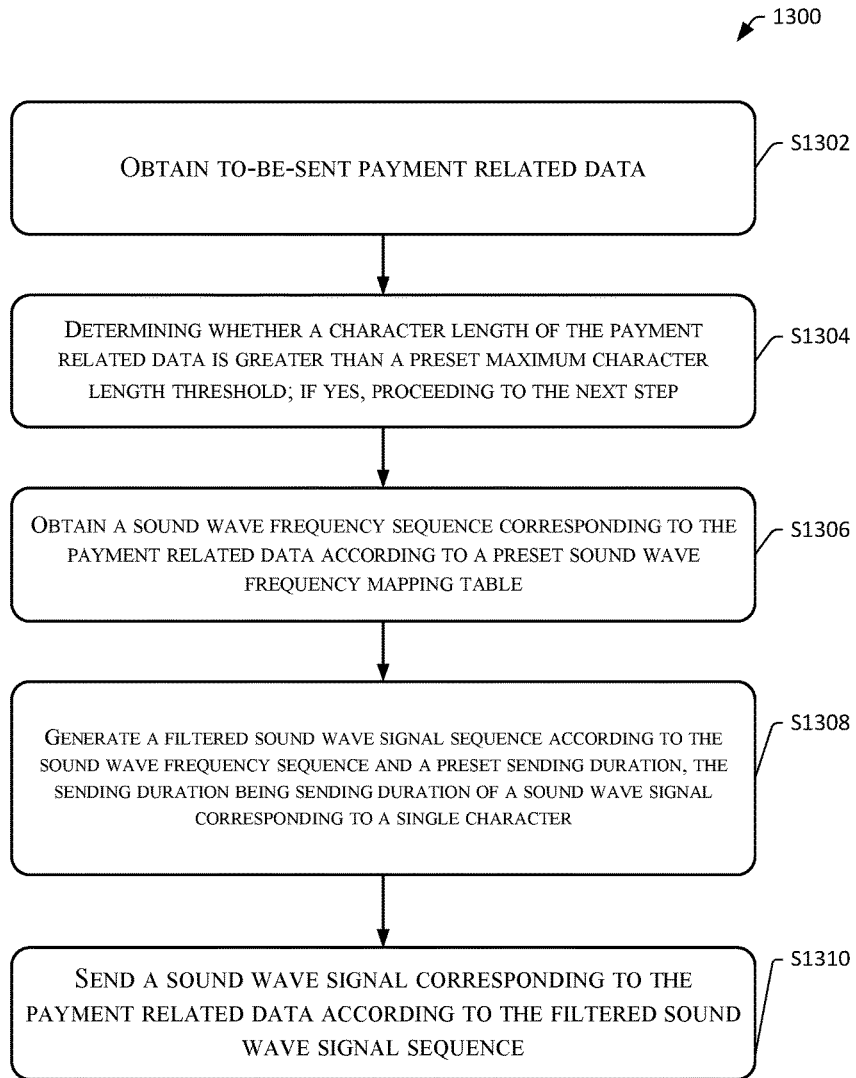 1300
OBTAIN TO-BE-SENT PAYMENT RELATED DATA
S1302
DETERMINING WHETHER A CHARACTER LENGTH OF THE PAYMENT
RELATED DATA IS GREATER THAN A PRESET MAXIMUM CHARACTER
LENGTH THRESHOLD; IF YES, PROCEEDING TO THE NEXT STEP
S1304
OBTAIN A SOUND WAVE FREQUENCY SEQUENCE CORRESPONDING TO THE
PAYMENT RELATED DATA ACCORDING TO A PRESET SOUND WAVE
FREQUENCY MAPPING TABLE
S1306
GENERATE A FILTERED SOUND WAVE SIGNAL SEQUENCE ACCORDING TO THE
SOUND WAVE FREQUENCY SEQUENCE AND A PRESET SENDING DURATION, THE
SENDING DURATION BEING SENDING DURATION OF A SOUND WAVE SIGNAL
CORRESPONDING TO A SINGLE CHARACTER
S1308
SEND A SOUND WAVE SIGNAL CORRESPONDING TO THE
PAYMENT RELATED DATA ACCORDING TO THE FILTERED SOUND
WAVE SIGNAL SEQUENCE
S1310